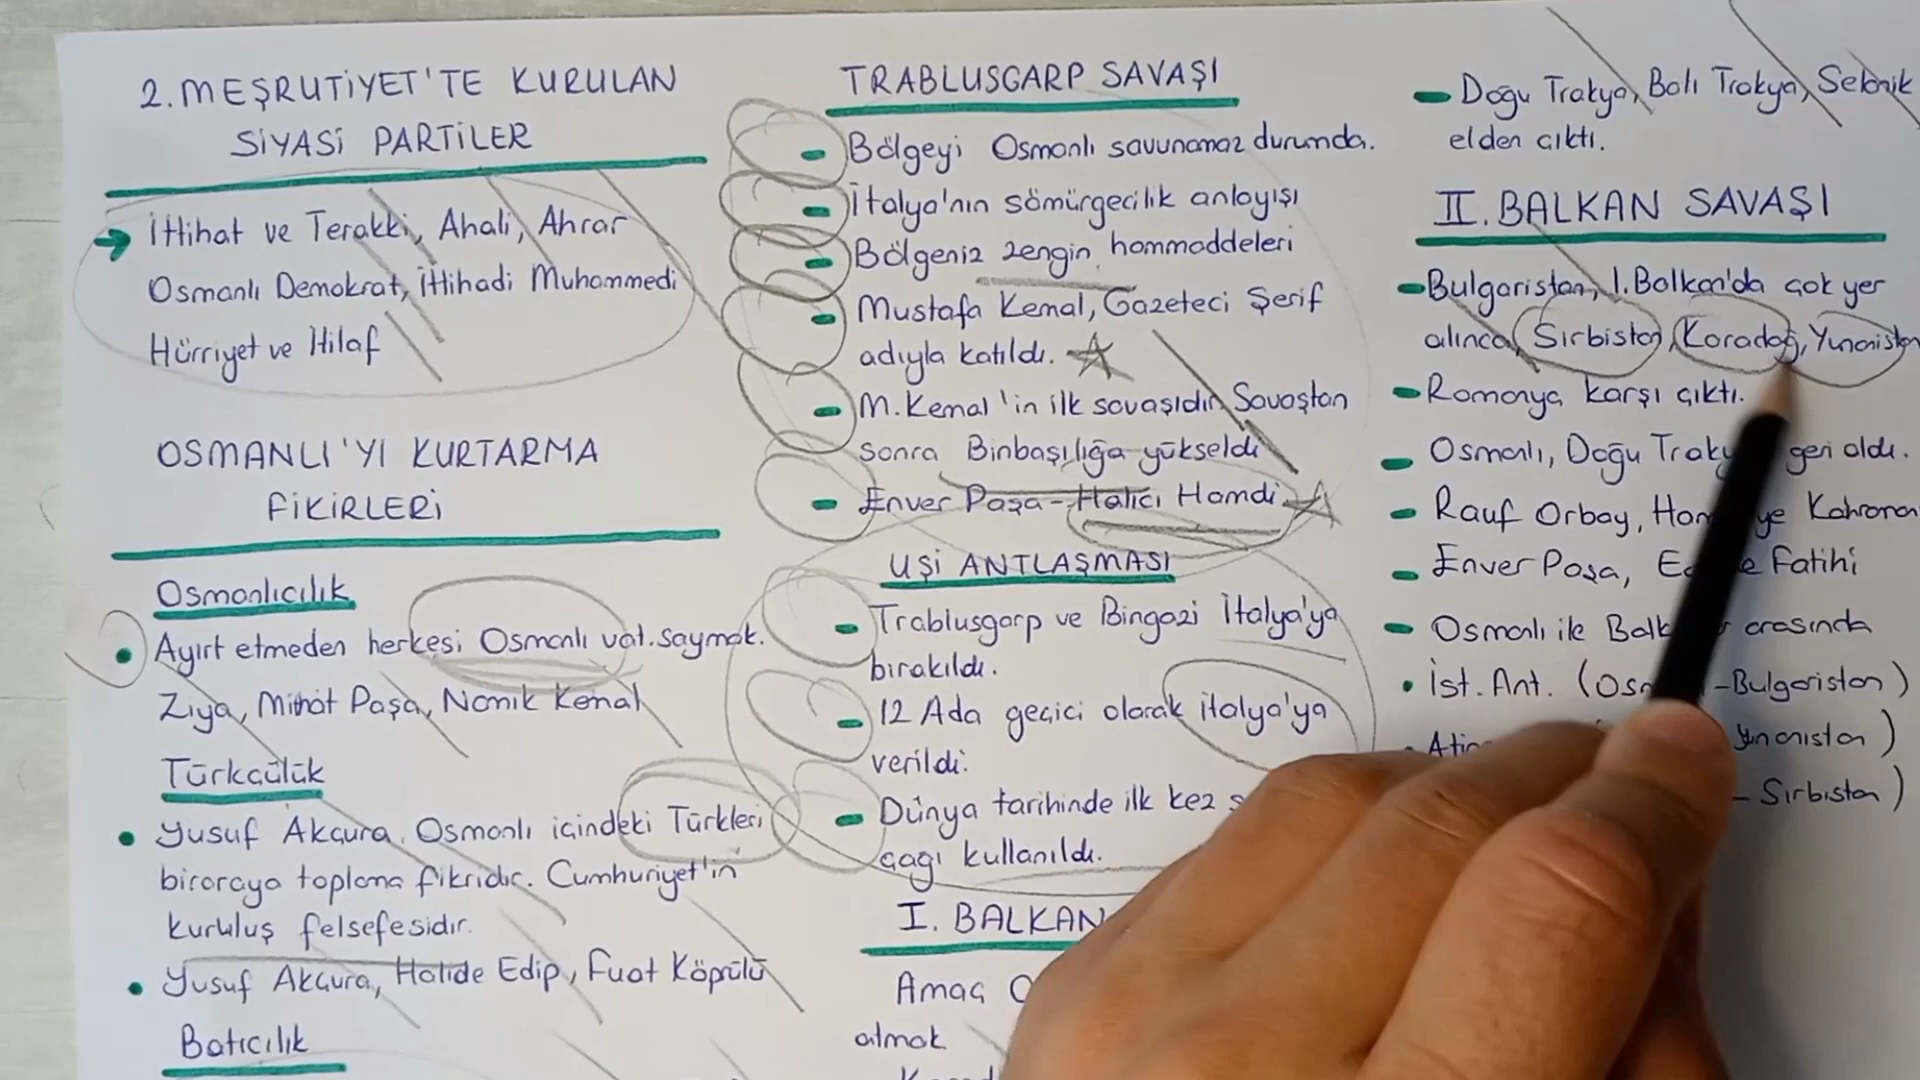 2. MEŞRUTİYET'TE KURULAN
SİYASİ PARTİLER
İttihat ve Terakki, Ahali, Ahrar
Osmanlı Demokrat, İttihadi Muhammedi
Hürriyet ve İtilaf
OSMANLI'YI KURTARMA
FİKİRLERİ
Osmanlıcılık
Ayırt etmeden herkesi Osmanlı vat. saymak.
Ziya, Mithat Paşa, Namık Kemal
Türkçülük
Yusuf Akçura, Osmanlı içindeki Türkleri
biraraya toplama fikridir. Cumhuriyet'in
kuruluş felsefesidir.
Yusuf Akçura, Halide Edip, Fuat Köprülü
Batıcılık
TRABLUSGARP SAVAŞI
Bölgeyi Osmanlı savunamaz durumda.
İtalya'nın sömürgecilik anlayışı
Bölgeniz zengin hammaddeleri
Mustafa Kemal, Gazeteci Şerif
adıyla katıldı.
M. Kemal'in ilk savaşıdır. Savaştan
sonra Binbaşılığa yükseldi
Enver Paşa - Halıcı Hamdi
UŞİ ANTLAŞMASI
Trablusgarp ve Bingazi İtalya'ya
bırakıldı.
12 Ada geçici olarak İtalya'ya
verildi.
Dünya tarihinde ilk kez
çağı kullanıldı.
I. BALKAN
Amaç
atmak
Doğu Trakya, Batı Trakya, Selanik
elden çıktı.
II. BALKAN SAVAŞI
Bulgaristan, 1. Balkan'da çok yer
alınca, Sırbistan, Karadağ, Yunanistan
Romanya karşı çıktı.
Osmanlı, Doğu geri aldı.
Rauf Orbay,
Enver Paşa, Fatihi
Osmanlı ile arasında
İst. Ant. ( -Bulgaristan)
Yunanistan)
- Sırbistan)